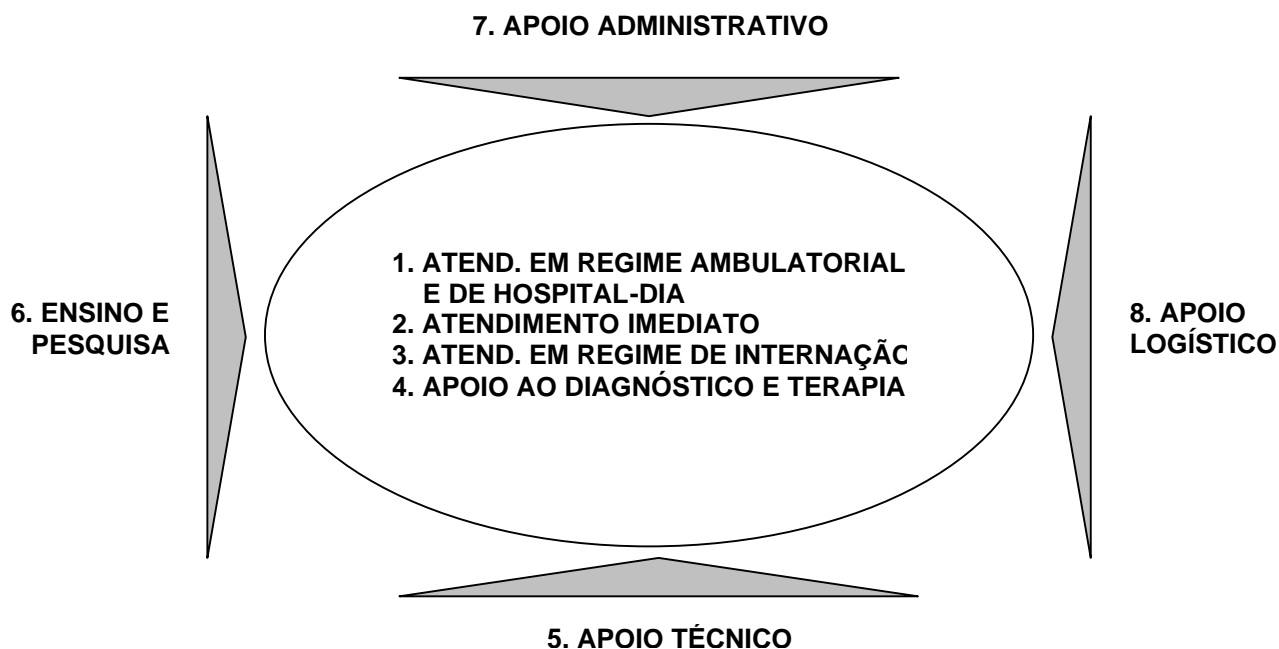 7. APOIO ADMINISTRATIVO
1. ATEND. EM REGIME AMBULATORIAL
E DE HOSPITAL-DIA
2. ATENDIMENTO IMEDIATO
3. ATEND. EM REGIME DE INTERNAÇÃO
4. APOIO AO DIAGNÓSTICO E TERAPIA
6. ENSINO E
PESQUISA
8. APOIO
LOGÍSTICO
5. APOIO TÉCNICO